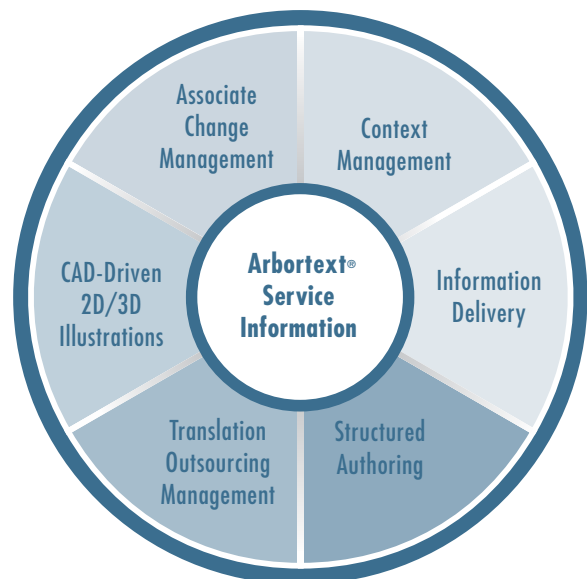 Associate
Change
Management
Context
Management
CAD-Driven
2D/3D
Illustrations
Arbortext®
Service
Information
Information
Delivery
Translation
Outsourcing
Management
Structured
Authoring